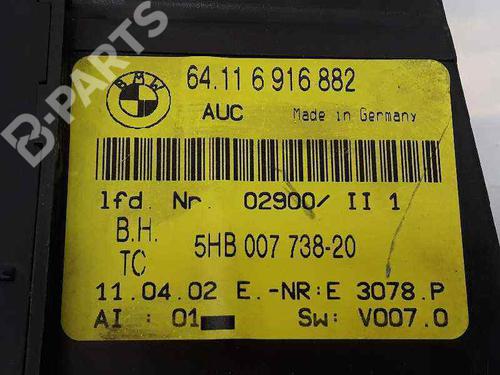 B-PARTS
BMW
64.11 6 916 882
AUC Made in Germany
lfd. Nr. 02900/ II 1
B.H.
TC 5HB 007 738-20
11.04.02 E.-NR:E 3078.P
AI : 01 Sw: V007.0
B-PARTS